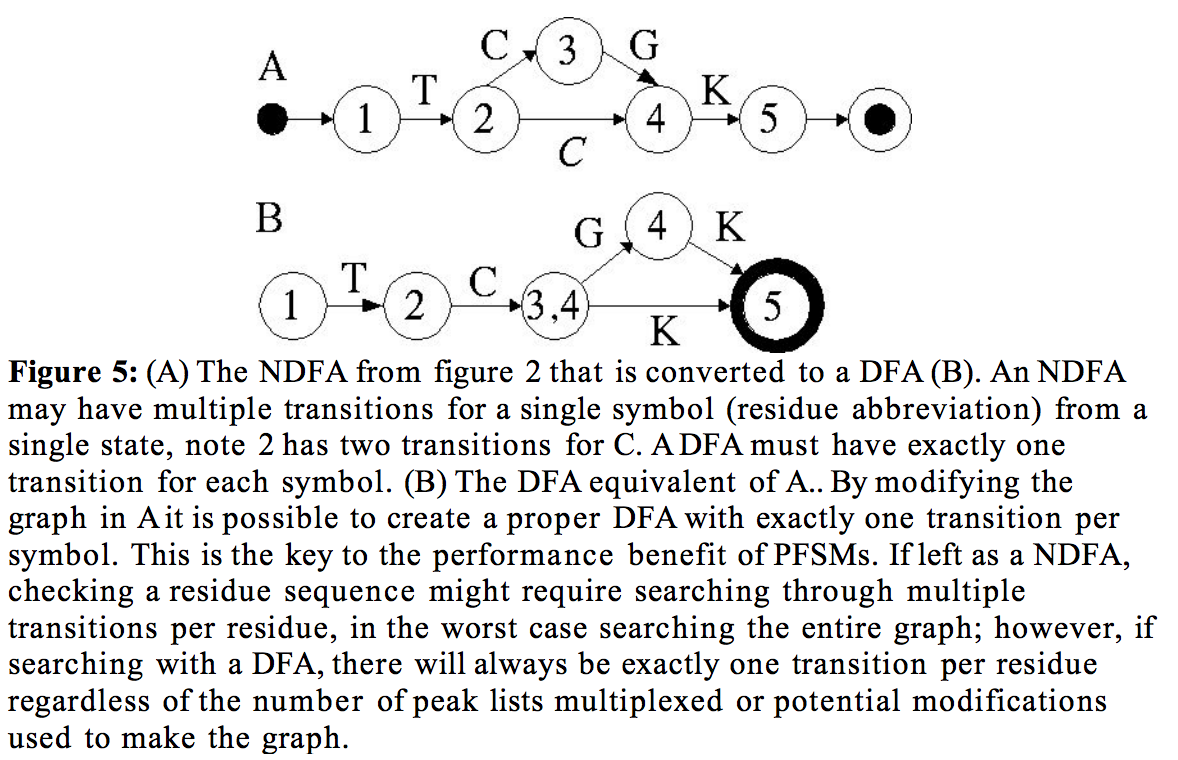 A
1
T
2
C
3
G
C
4
K
5
B
1
T
2
C
3,4
G
4
K
K
5
Figure 5: (A) The NDFA from figure 2 that is converted to a DFA (B). An NDFA
may have multiple transitions for a single symbol (residue abbreviation) from a
single state, note 2 has two transitions for C. A DFA must have exactly one
transition for each symbol. (B) The DFA equivalent of A.. By modifying the
graph in A it is possible to create a proper DFA with exactly one transition per
symbol. This is the key to the performance benefit of PFSMs. If left as a NDFA,
checking a residue sequence might require searching through multiple
transitions per residue, in the worst case searching the entire graph; however, if
searching with a DFA, there will always be exactly one transition per residue
regardless of the number of peak lists multiplexed or potential modifications
used to make the graph.